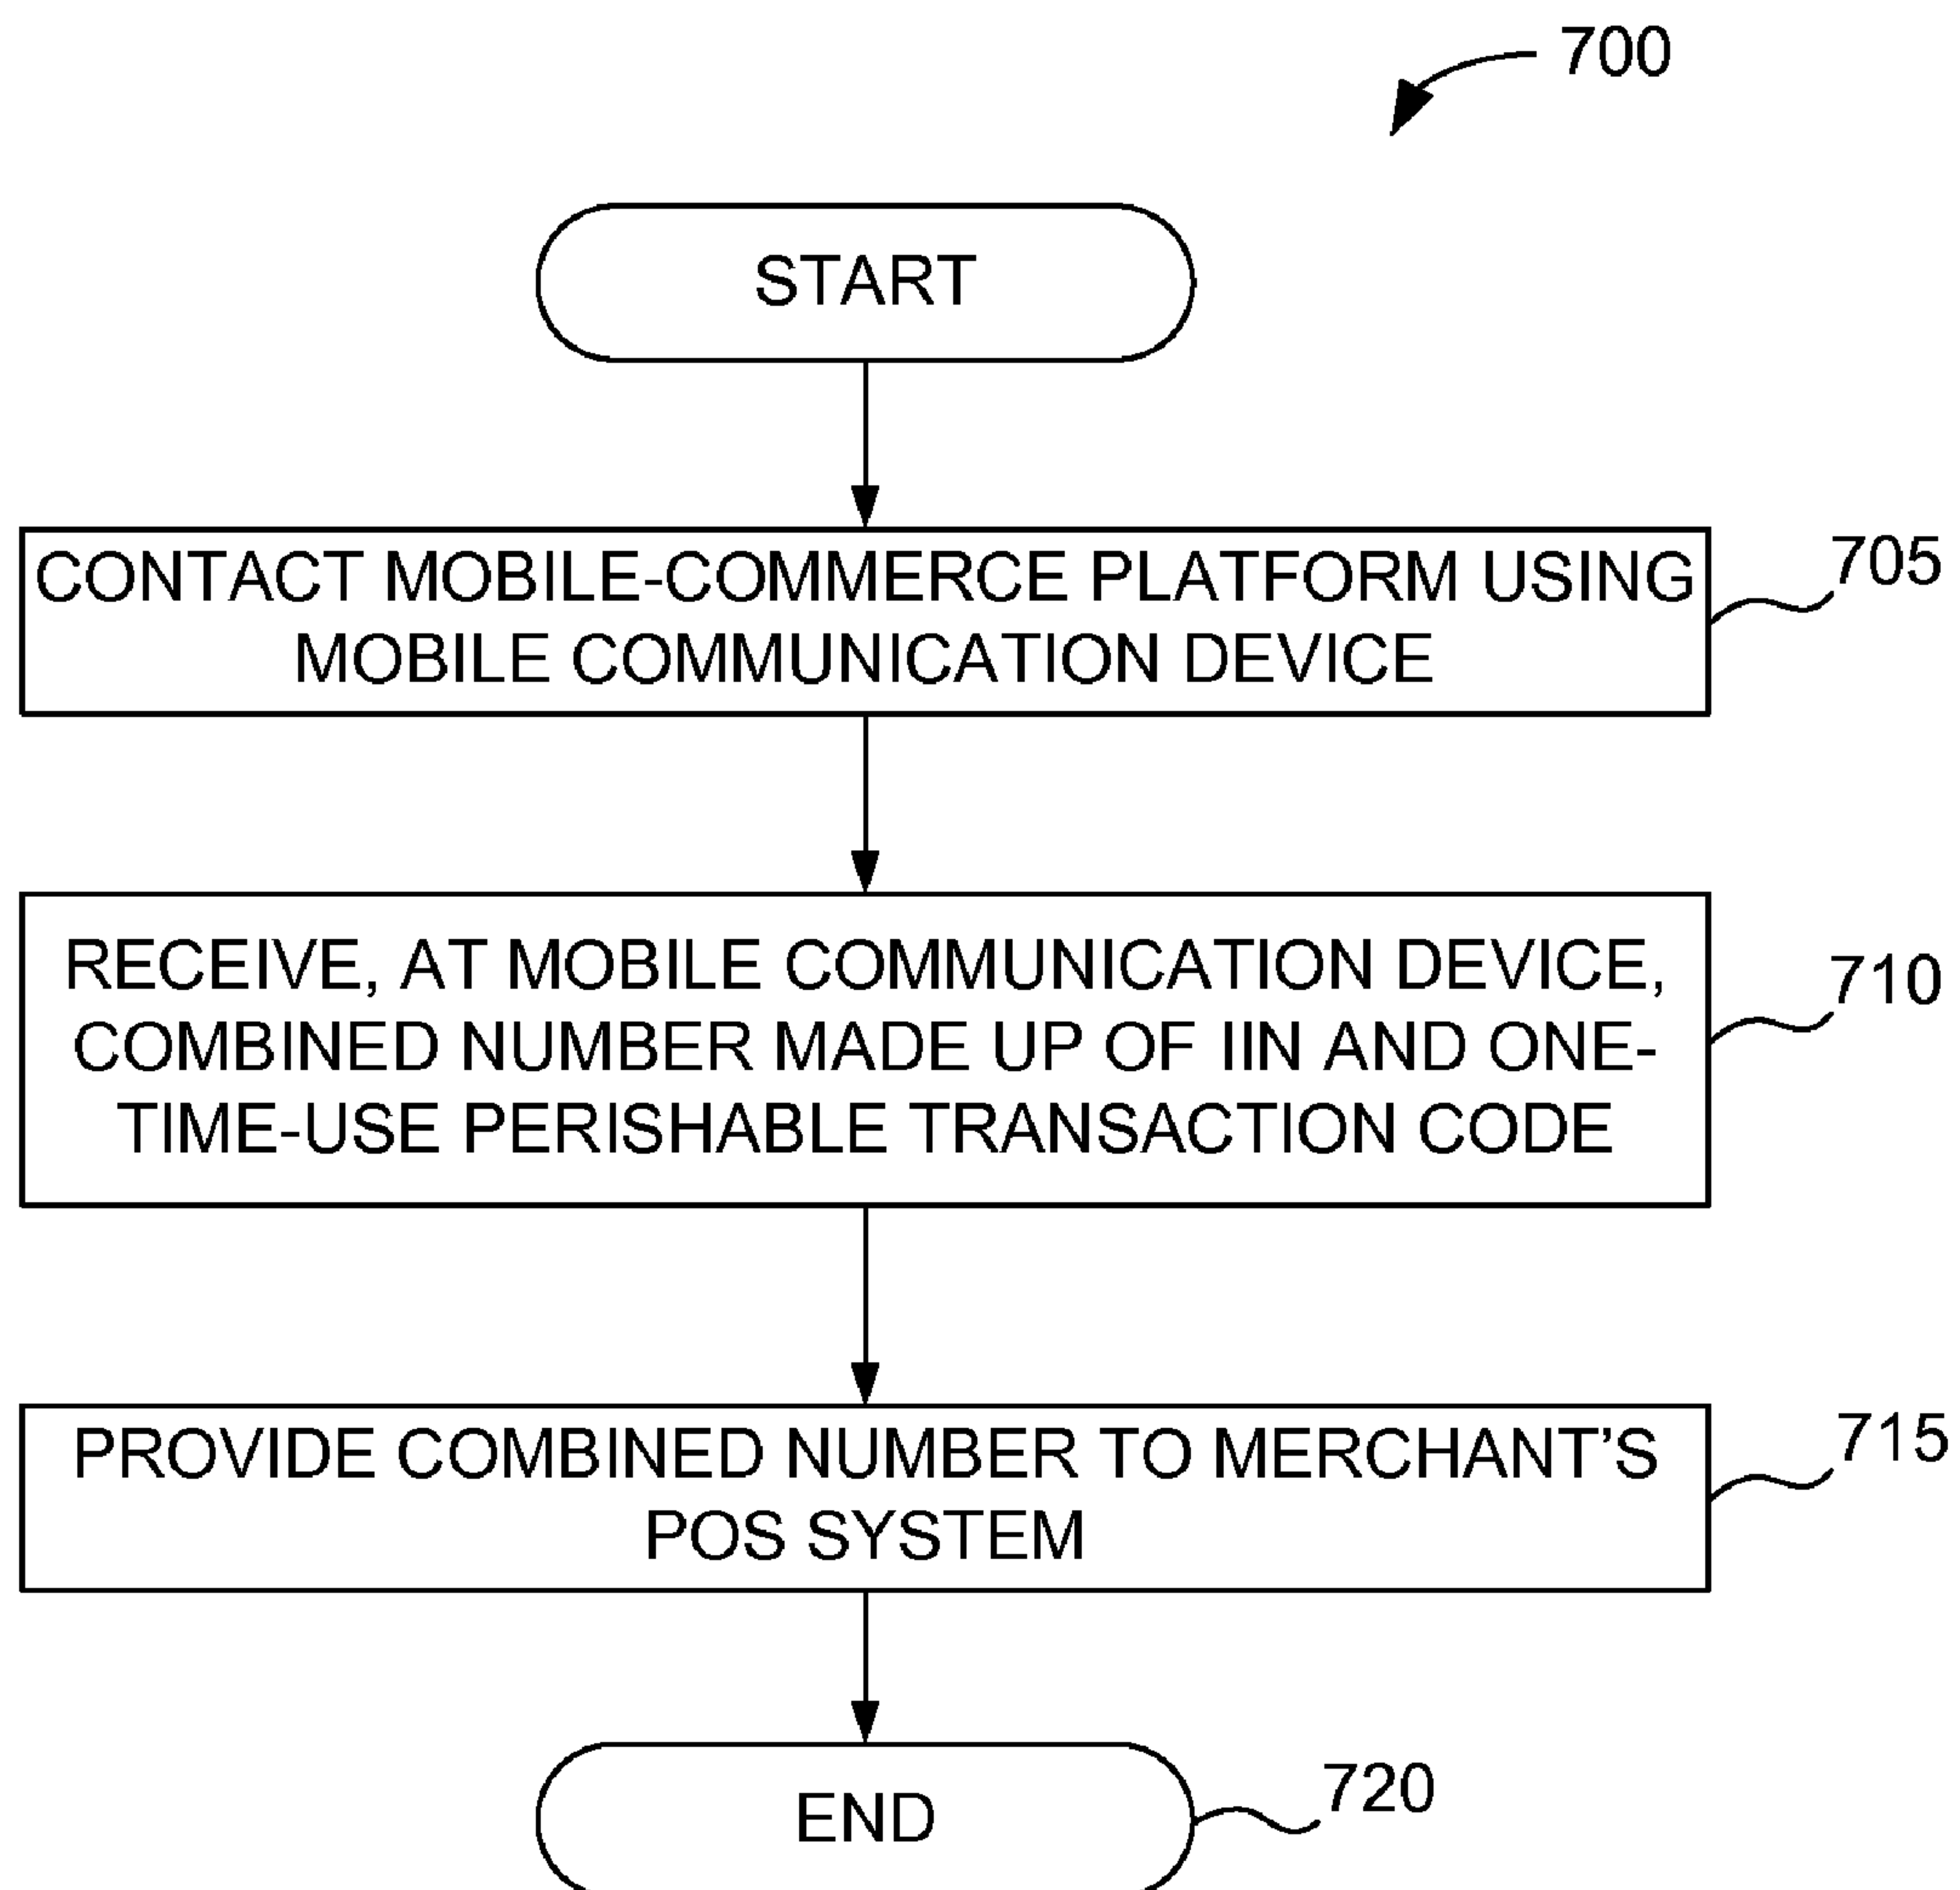 700
START
CONTACT MOBILE-COMMERCE PLATFORM USING
MOBILE COMMUNICATION DEVICE
705
RECEIVE, AT MOBILE COMMUNICATION DEVICE,
COMBINED NUMBER MADE UP OF IIN AND ONE-
TIME-USE PERISHABLE TRANSACTION CODE
710
PROVIDE COMBINED NUMBER TO MERCHANT’S
POS SYSTEM
715
END
720